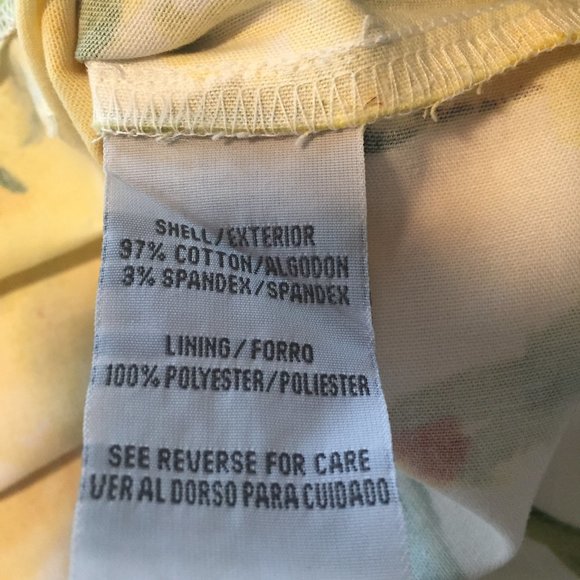 SHELL/EXTERIOR
97% COTTON/ALGODON
3% SPANDEX/SPANDEX
LINING/FORRO
100% POLYESTER/POLIESTER
SEE REVERSE FOR CARE
VER AL DORSO PARA CUIDADO